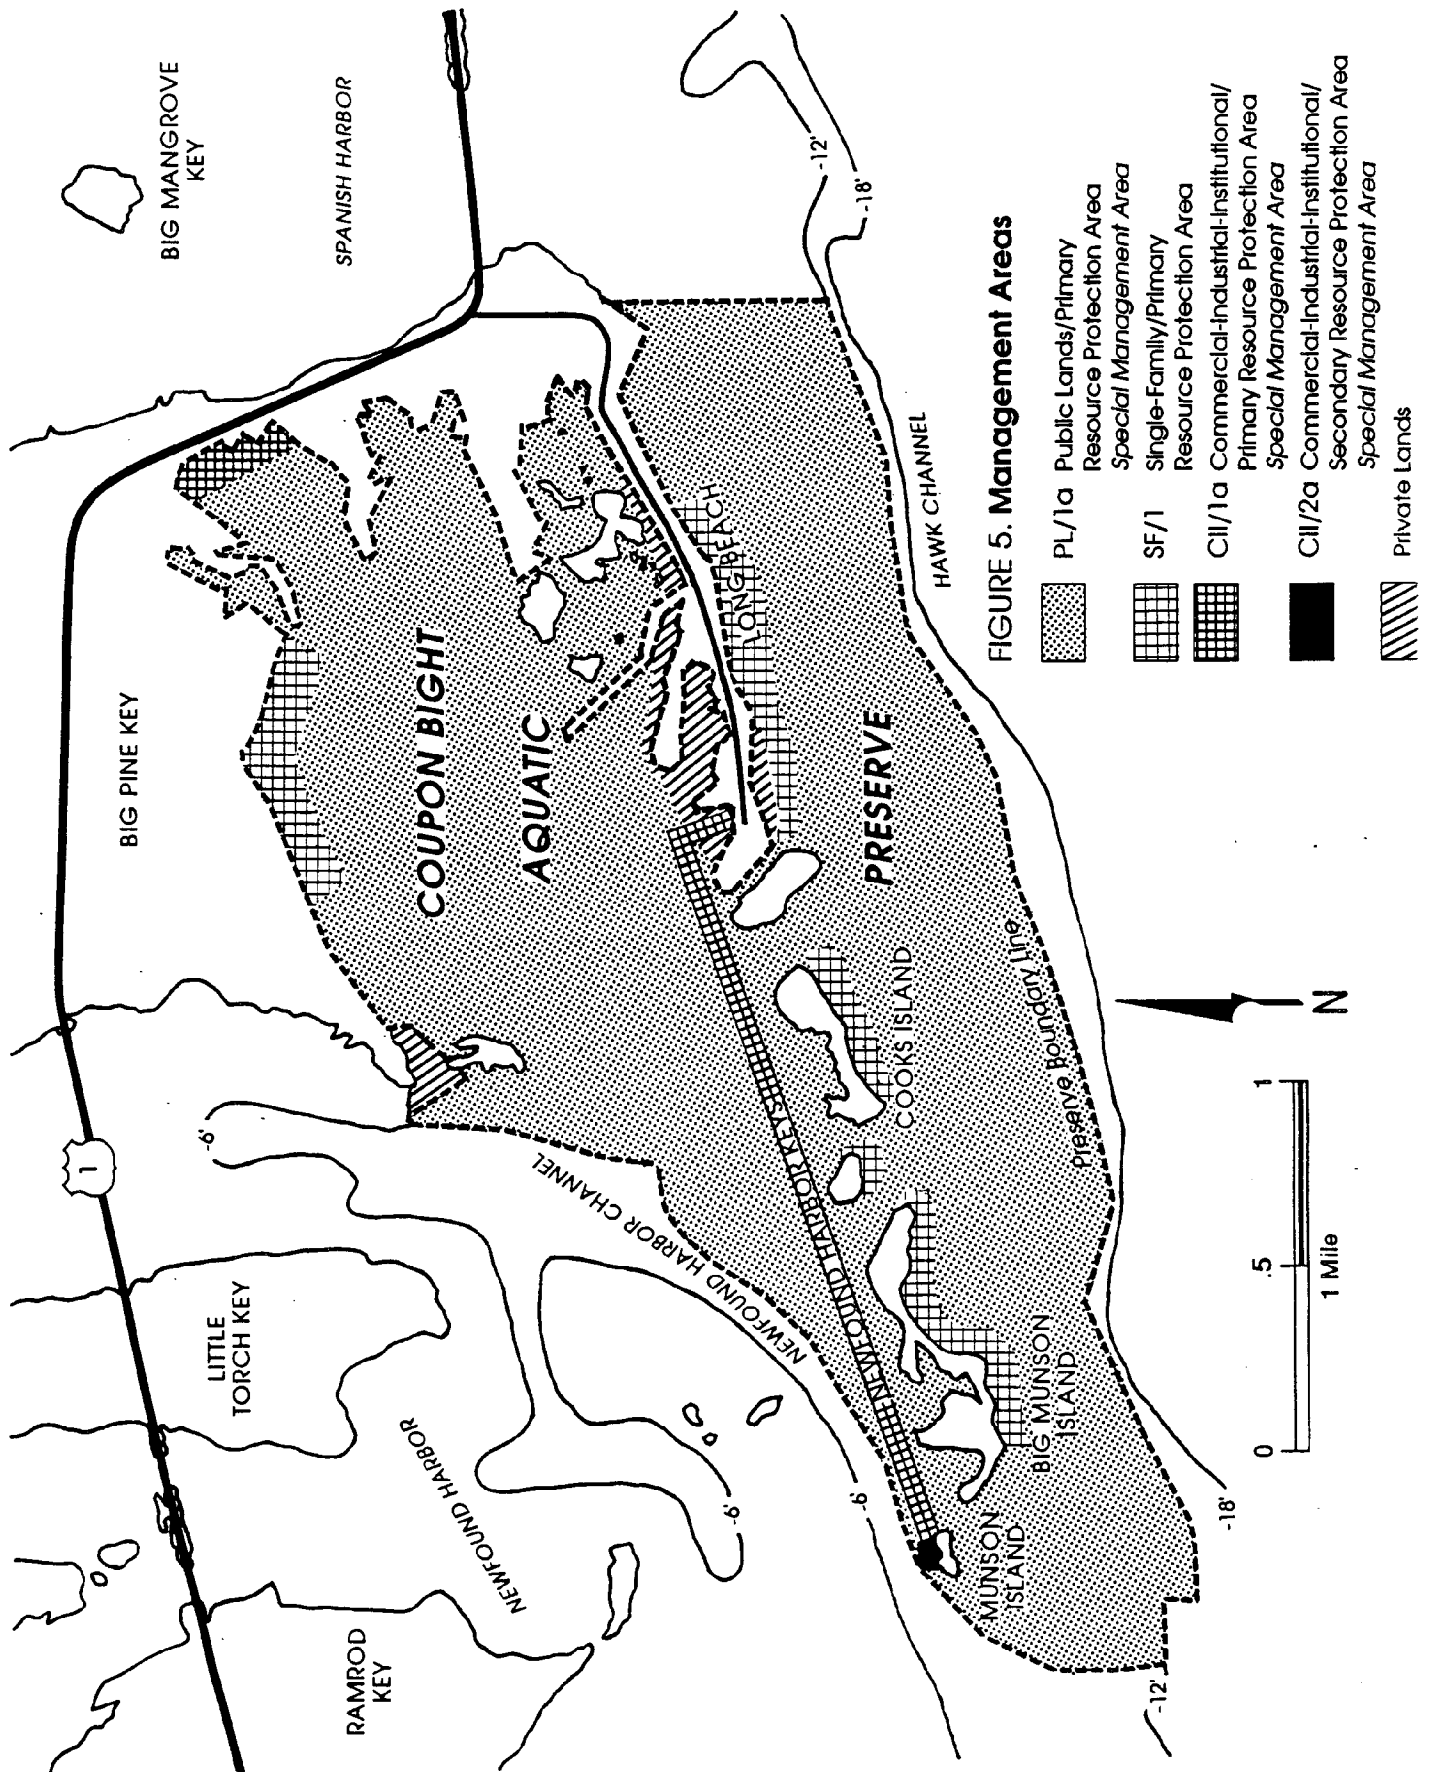 BIG MANGROVE
KEY
SPANISH HARBOR
BIG PINE KEY
1
LITTLE
TORCH KEY
RAMROD
KEY
NEWFOUND HARBOR
NEWFOUND HARBOR CHANNEL
-6'
-6'
-6'
COUPON BIGHT
AQUATIC
PRESERVE
LONG BEACH
NEWFOUND HARBOR KEYS
COOKS ISLAND
BIG MUNSON
ISLAND
MUNSON
ISLAND
HAWK CHANNEL
Preserve Boundary Line
-12'
-18'
-12'
-18'
FIGURE 5. Management Areas
PL/1a Public Lands/Primary
Resource Protection Area
Special Management Area
SF/1 Single-Family/Primary
Resource Protection Area
CII/1a Commercial-Industrial-Institutional/
Primary Resource Protection Area
Special Management Area
CII/2a Commercial-Industrial-Institutional/
Secondary Resource Protection Area
Special Management Area
Private Lands
0 .5 1
1 Mile
N